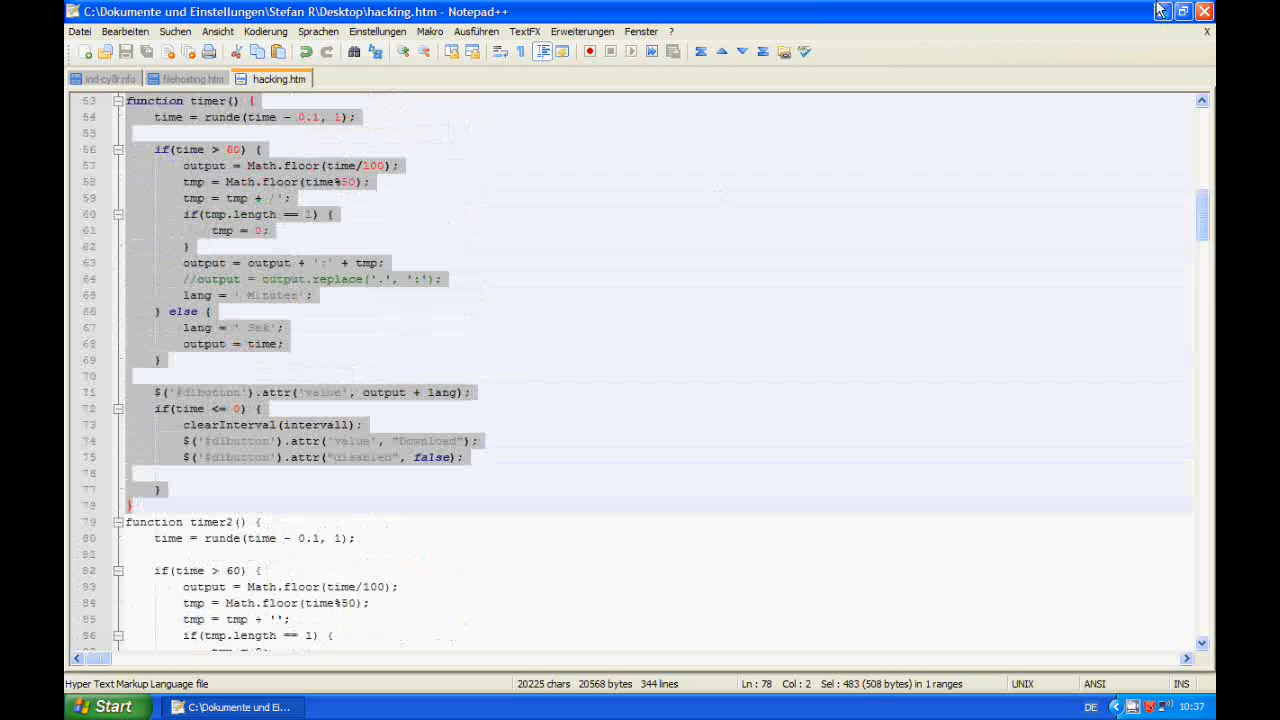 C:\Dokumente und Einstellungen\Stefan R\Desktop\hacking.htm - Notepad++
Datei Bearbeiten Suchen Ansicht Kodierung Sprachen Einstellungen Makro Ausführen TextFX Erweiterungen Fenster ? X
filehosting.htm hacking.htm
53 function timer() {
54 time = runde(time - 0.1, 1);
55
56 if(time > 60) {
57 output = Math.floor(time/100);
58 tmp = Math.floor(time%50);
59 tmp = tmp + '';
60 if(tmp.length == 1) {
61 tmp = 0;
62 }
63 output = output + ':' + tmp;
64 //output = output.replace('.', ':');
65 lang = ' Minuten';
66 } else {
67 lang = ' Sek';
68 output = time;
69 }
70
71 $('#dlbutton').attr('value', output + lang);
72 if(time <= 0) {
73 clearInterval(intervall);
74 $('#dlbutton').attr('value', "Download");
75 $('#dlbutton').attr("disabled", false);
76
77 }
78 }
79 function timer2() {
80 time = runde(time - 0.1, 1);
81
82 if(time > 60) {
83 output = Math.floor(time/100);
84 tmp = Math.floor(time%50);
85 tmp = tmp + '';
86 if(tmp.length == 1) {
Hyper Text Markup Language file 20225 chars 20568 bytes 344 lines Ln : 78 Col : 2 Sel : 483 (508 bytes) in 1 ranges UNIX ANSI INS
Start C:\Dokumente und Ei... DE 10:37